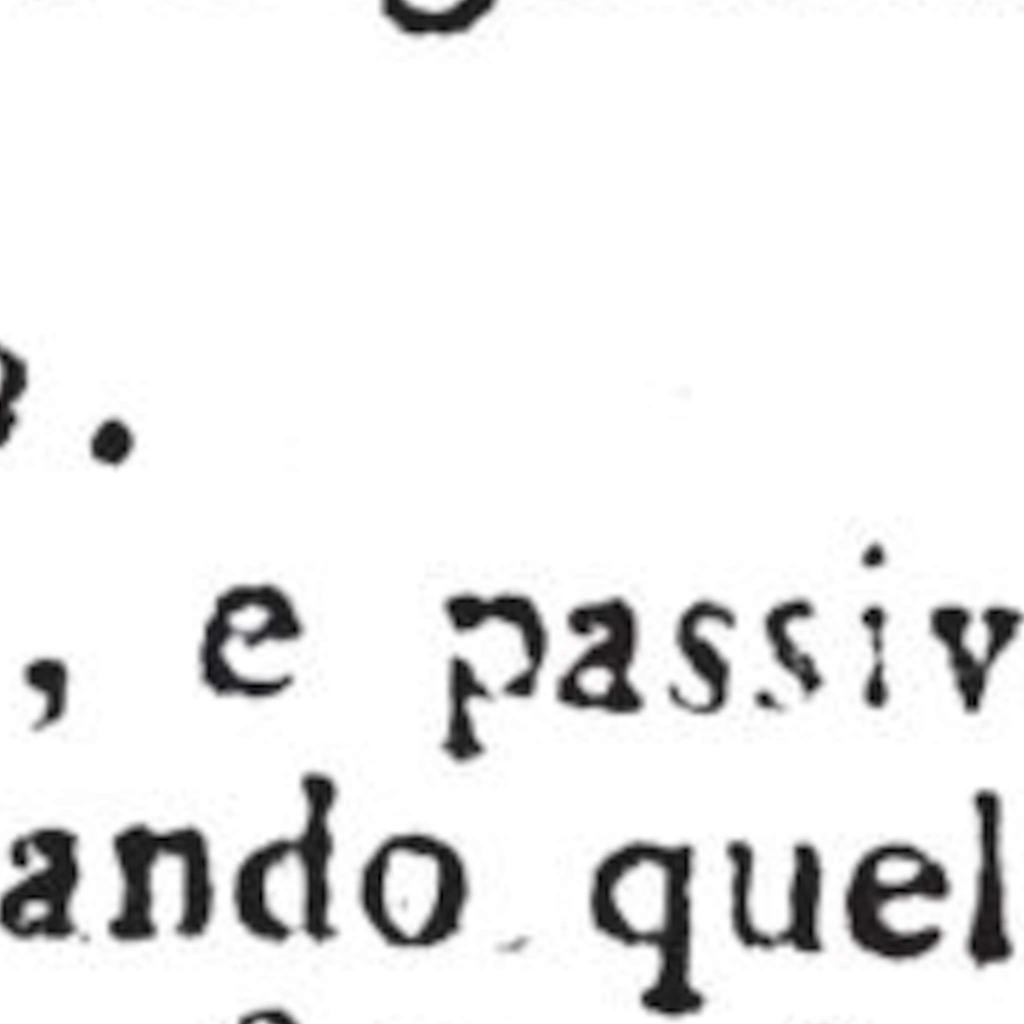 .
, e passiv
ando quel